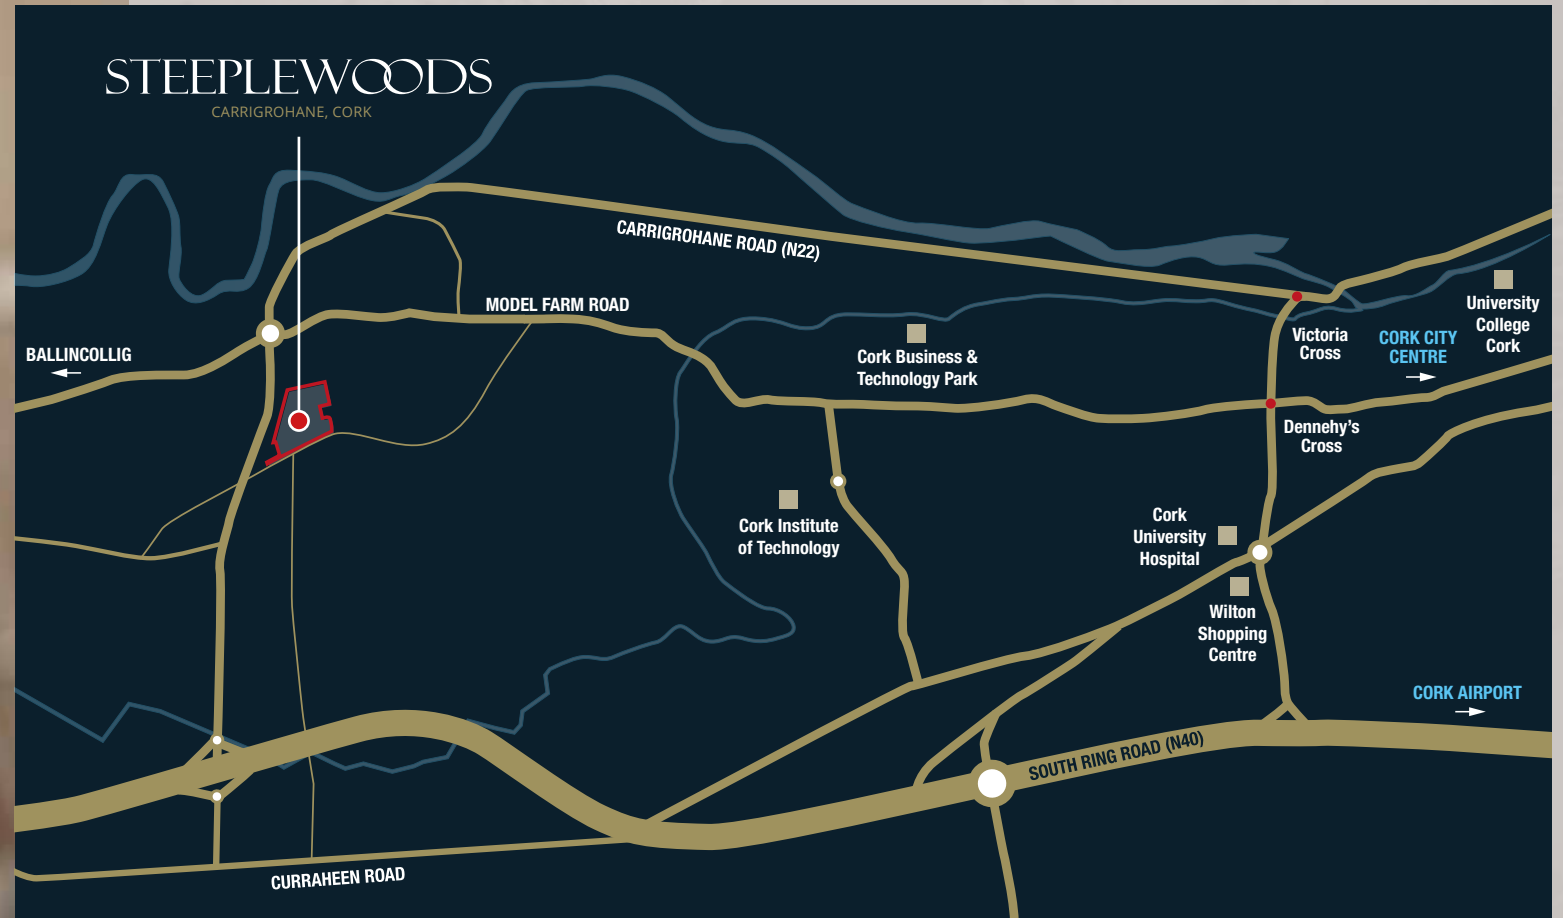 STEEPLEWOODS
CARRIGROHANE, CORK
CARRIGROHANE ROAD (N22)
MODEL FARM ROAD
BALLINCOLLIG
University
College
Cork
Victoria
Cross
CORK CITY
CENTRE
Cork Business &
Technology Park
Dennehy's
Cross
Cork Institute
of Technology
Cork
University
Hospital
Wilton
Shopping
Centre
CORK AIRPORT
SOUTH RING ROAD (N40)
CURRAHEEN ROAD